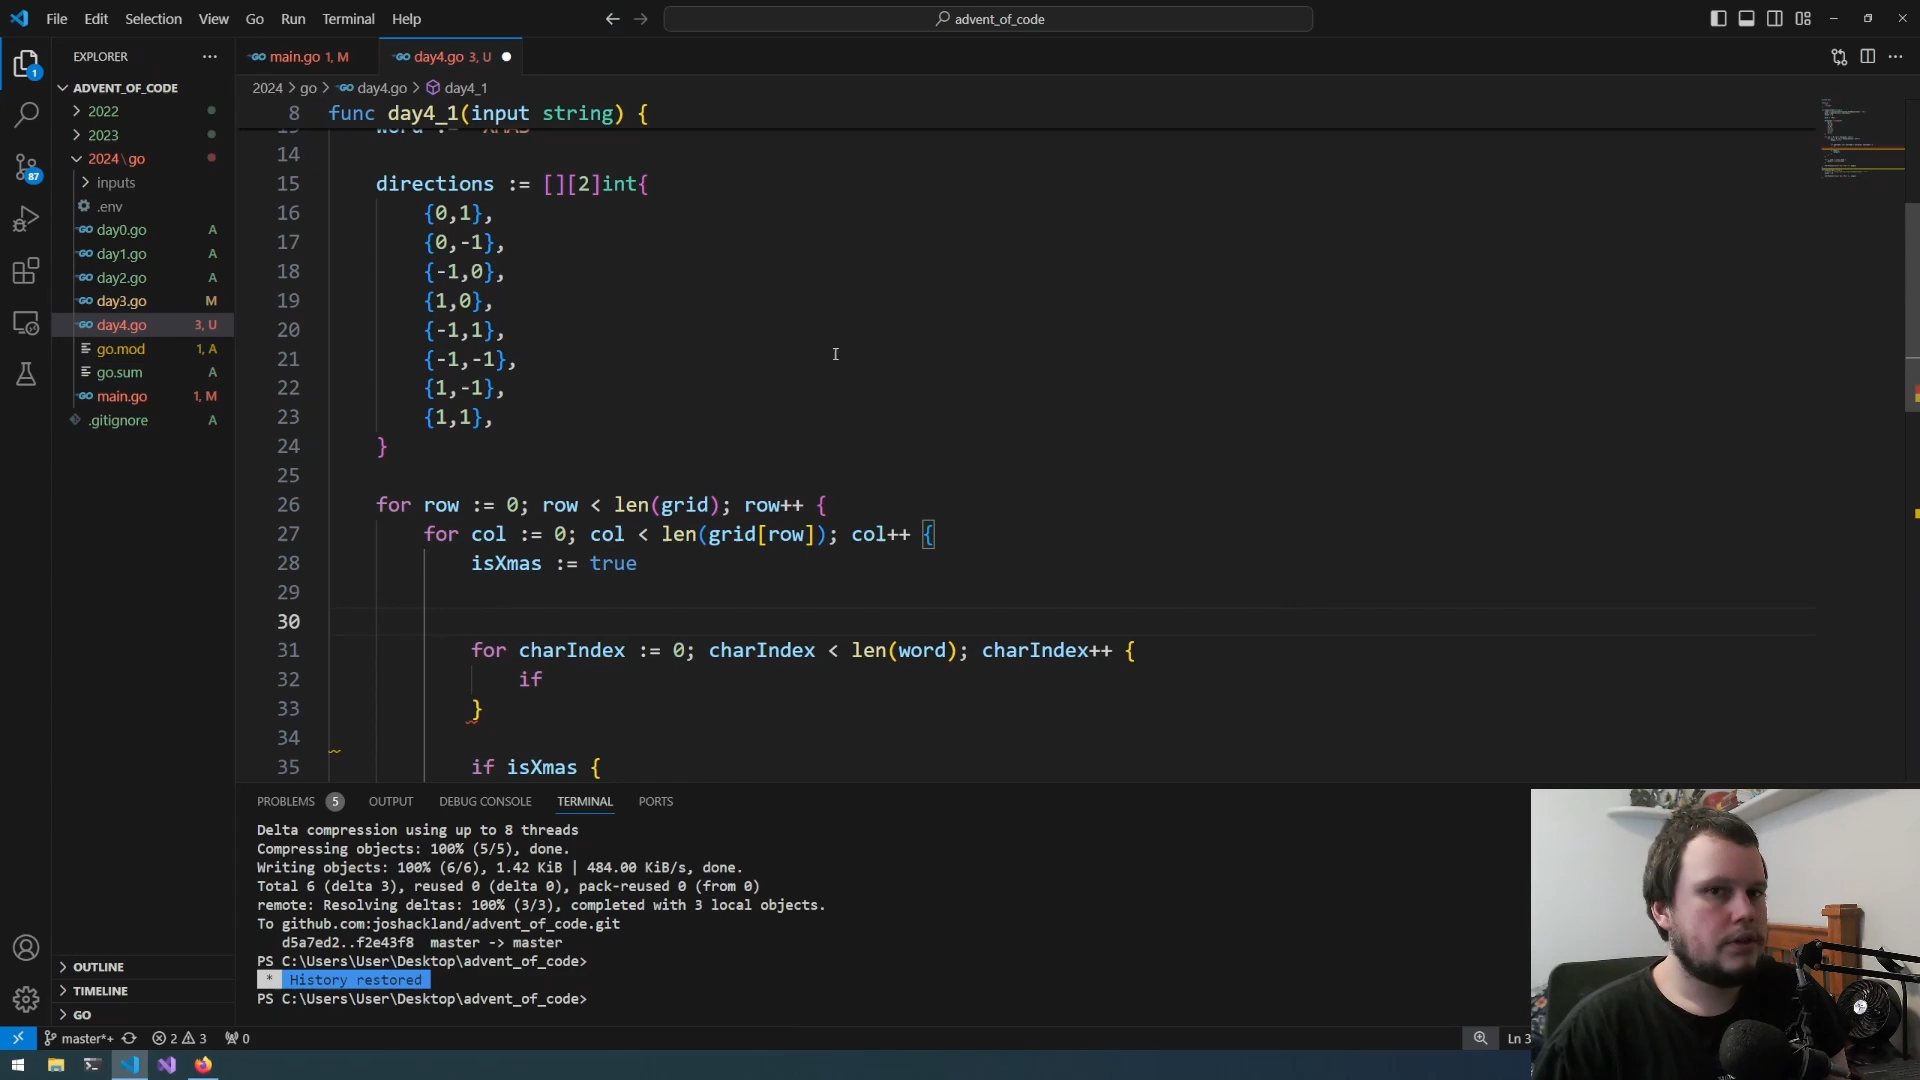 File Edit Selection View Go Run Terminal Help
advent_of_code
EXPLORER
main.go 1, M
day4.go 3, U
ADVENT_OF_CODE
2022
2023
2024\go
inputs
.env
day0.go A
day1.go A
day2.go A
day3.go M
day4.go 3, U
go.mod 1, A
go.sum A
main.go 1, M
.gitignore A
OUTLINE
TIMELINE
GO
1
87
2024 > go > day4.go > day4_1
8 func day4_1(input string) {
14
15 directions := [][2]int{
16 {0,1},
17 {0,-1},
18 {-1,0},
19 {1,0},
20 {-1,1},
21 {-1,-1},
22 {1,-1},
23 {1,1},
24 }
25
26 for row := 0; row < len(grid); row++ {
27 for col := 0; col < len(grid[row]); col++ {
28 isXmas := true
29
30
31 for charIndex := 0; charIndex < len(word); charIndex++ {
32 if
33 }
34
35 if isXmas {
PROBLEMS 5 OUTPUT DEBUG CONSOLE TERMINAL PORTS
Delta compression using up to 8 threads
Compressing objects: 100% (5/5), done.
Writing objects: 100% (6/6), 1.42 KiB | 484.00 KiB/s, done.
Total 6 (delta 3), reused 0 (delta 0), pack-reused 0 (from 0)
remote: Resolving deltas: 100% (3/3), completed with 3 local objects.
To github.com:joshackland/advent_of_code.git
d5a7ed2..f2e43f8 master -> master
PS C:\Users\User\Desktop\advent_of_code>
* History restored
PS C:\Users\User\Desktop\advent_of_code>
master*+ 2 3 0
Ln 3